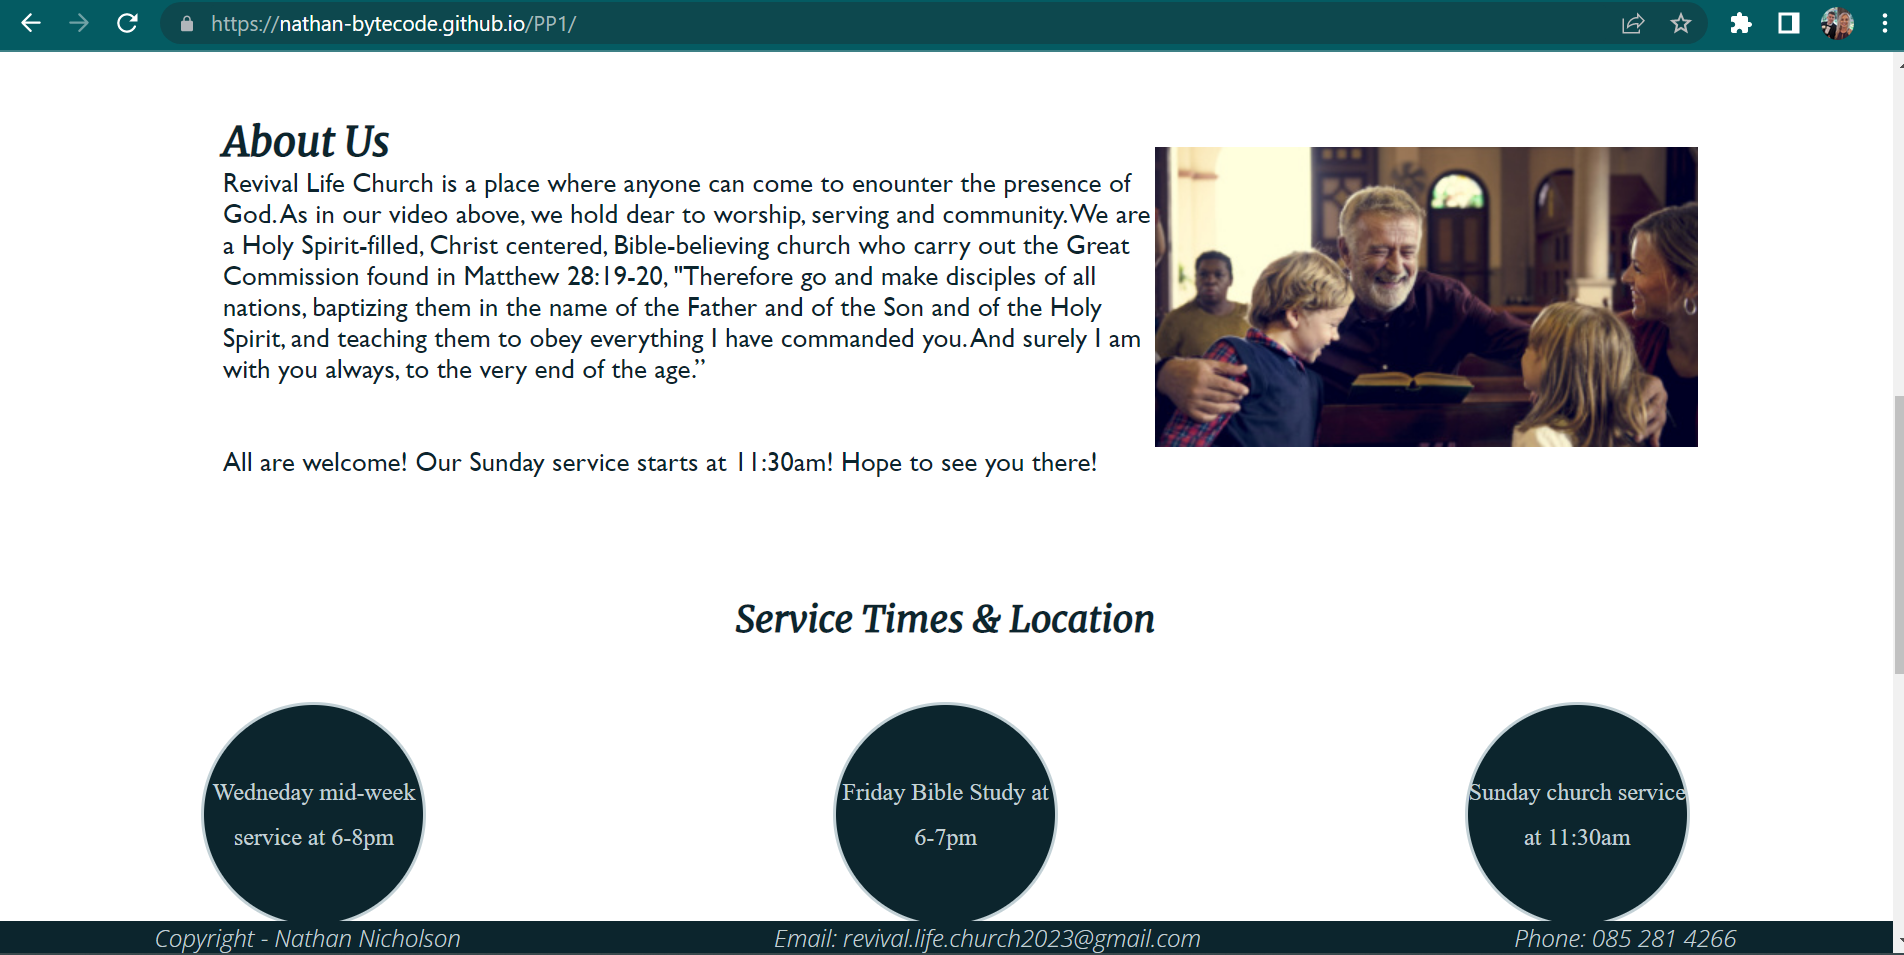 https://nathan-bytecode.github.io/PP1/
About Us
Revival Life Church is a place where anyone can come to enounter the presence of
God. As in our video above, we hold dear to worship, serving and community. We are
a Holy Spirit-filled, Christ centered, Bible-believing church who carry out the Great
Commission found in Matthew 28:19-20, "Therefore go and make disciples of all
nations, baptizing them in the name of the Father and of the Son and of the Holy
Spirit, and teaching them to obey everything I have commanded you. And surely I am
with you always, to the very end of the age.”
All are welcome! Our Sunday service starts at 11:30am! Hope to see you there!
Service Times & Location
Wedneday mid-week
service at 6-8pm
Friday Bible Study at
6-7pm
Sunday church service
at 11:30am
Copyright - Nathan Nicholson
Email: revival.life.church2023@gmail.com
Phone: 085 281 4266